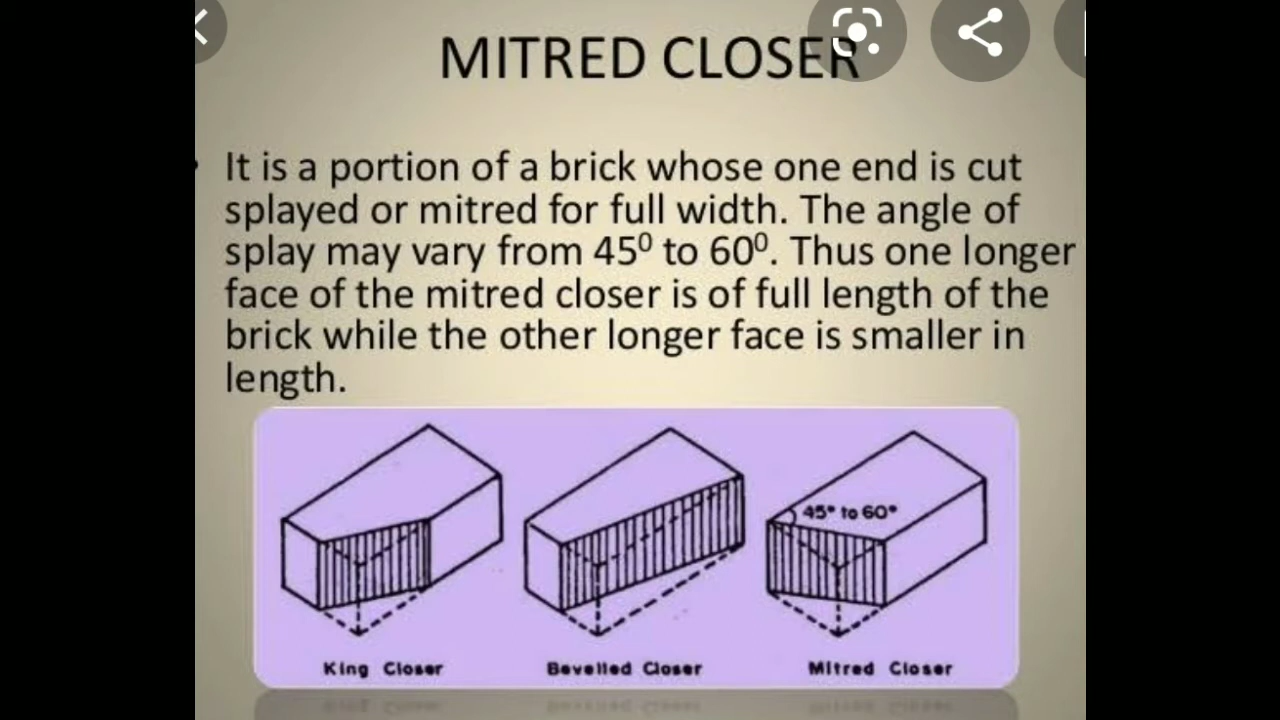 MITRED CLOSER
• It is a portion of a brick whose one end is cut
splayed or mitred for full width. The angle of
splay may vary from 45⁰ to 60⁰. Thus one longer
face of the mitred closer is of full length of the
brick while the other longer face is smaller in
length.
45° to 60°
King Closer
Bevelled Closer
Mitred Closer